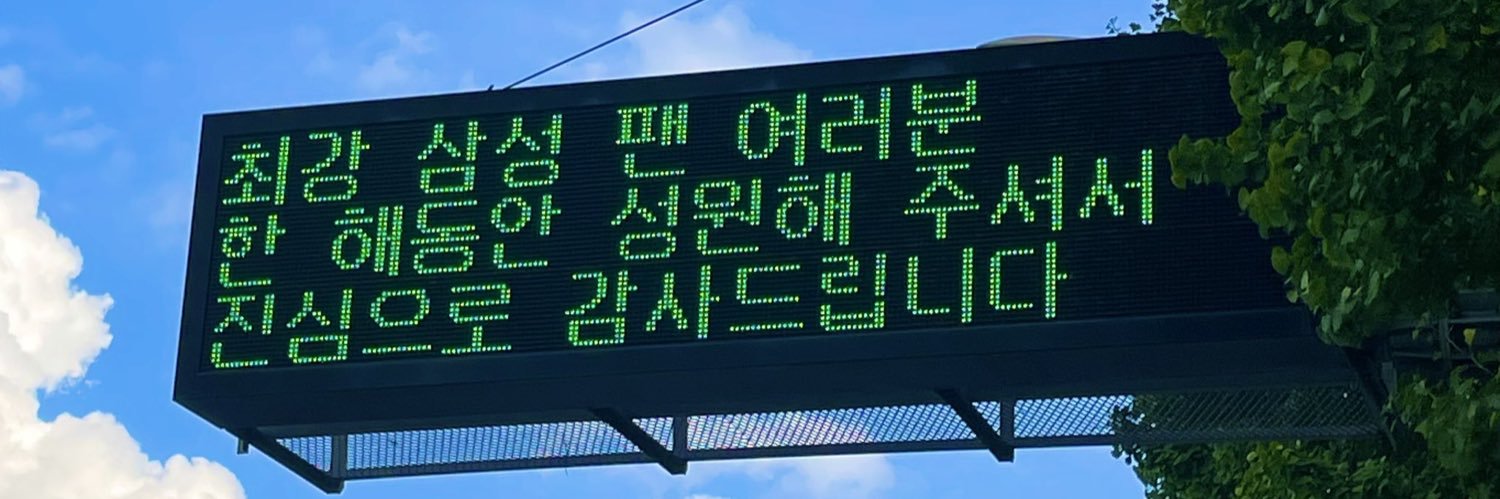 최강 삼성 팬 여러분
한 해동안 성원해 주셔서
진심으로 감사드립니다